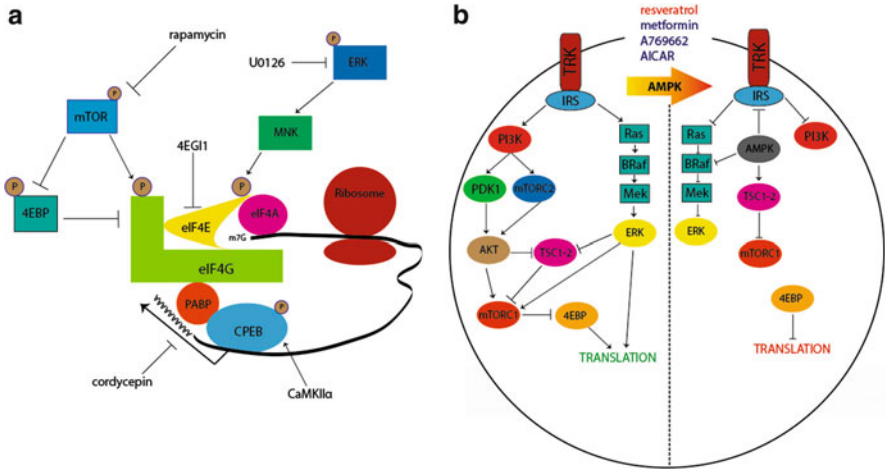 a
rapamycin
P
mTOR
U0126
P
ERK
MNK
4EGI1
P
4EBP
P
P
eIF4E
eIF4A
m7G
Ribosome
eIF4G
PABP
CPEB
P
cordycepin
CaMKIIα
b
resveratrol
metformin
A769662
AICAR
TRK
IRS
AMPK
TRK
IRS
PI3K
Ras
BRaf
Mek
ERK
PDK1
mTORC2
AKT
TSC1-2
mTORC1
4EBP
TRANSLATION
Ras
BRaf
Mek
ERK
PI3K
AMPK
TSC1-2
mTORC1
4EBP
TRANSLATION